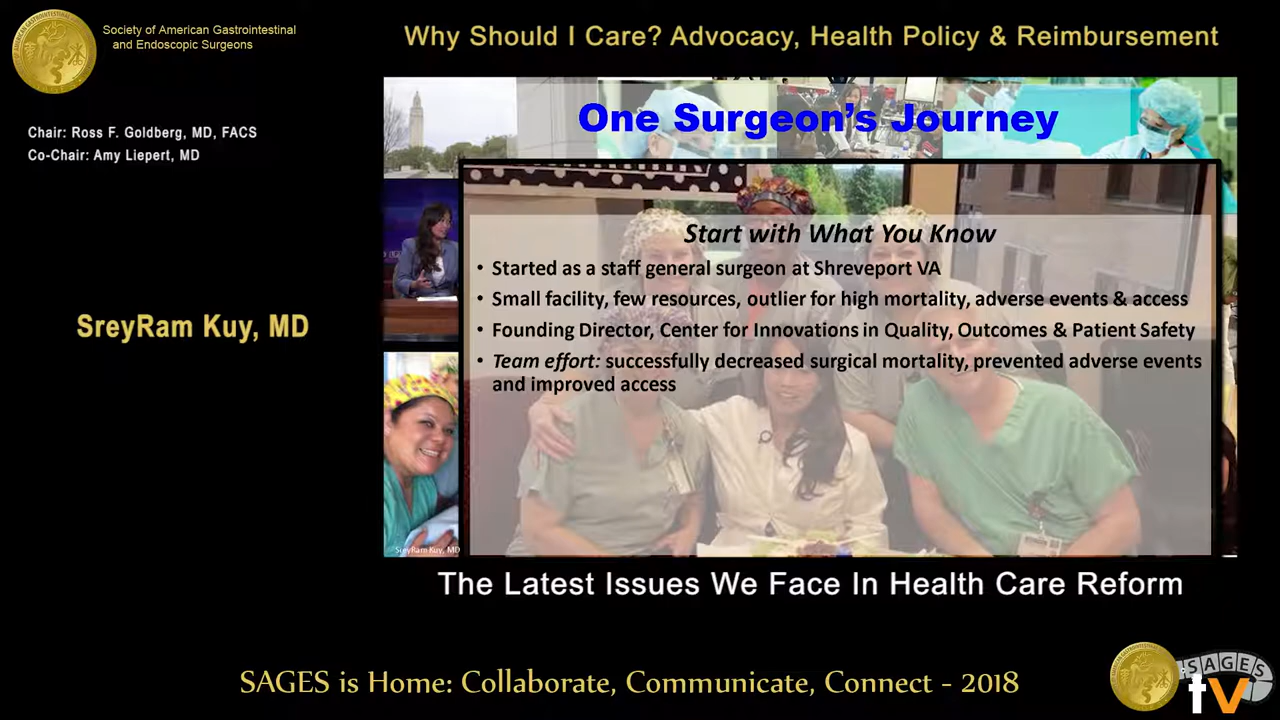 Society of American Gastrointestinal
and Endoscopic Surgeons
Why Should I Care? Advocacy, Health Policy & Reimbursement
Chair: Ross F. Goldberg, MD, FACS
Co-Chair: Amy Liepert, MD
SreyRam Kuy, MD
One Surgeon's Journey
Start with What You Know
• Started as a staff general surgeon at Shreveport VA
• Small facility, few resources, outlier for high mortality, adverse events & access
• Founding Director, Center for Innovations in Quality, Outcomes & Patient Safety
• Team effort: successfully decreased surgical mortality, prevented adverse events
and improved access
SreyRam Kuy, MD
The Latest Issues We Face In Health Care Reform
SAGES is Home: Collaborate, Communicate, Connect - 2018
SAGES
tv